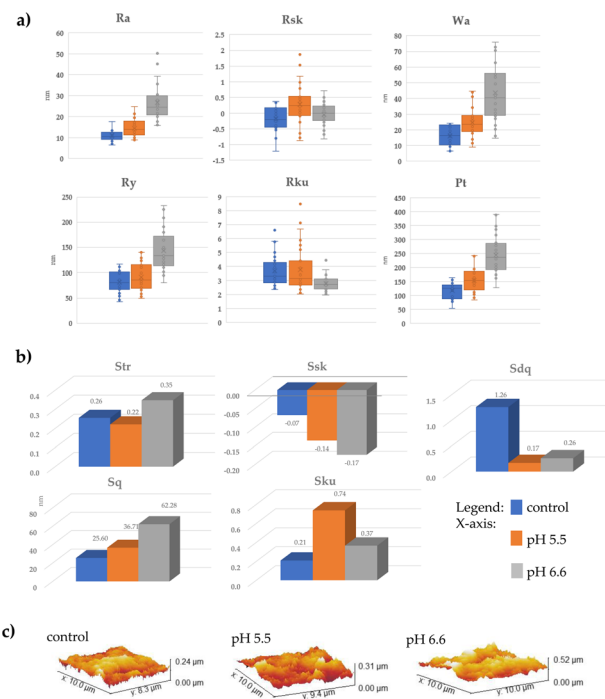 a)
Ra
Rsk
Wa
60
50
40
30
20
10
0
nm
2.5
2
1.5
1
0.5
0
-0.5
-1
-1.5
80
70
60
50
40
30
20
10
0
nm
Ry
Rku
Pt
250
200
150
100
50
0
nm
9
8
7
6
5
4
3
2
1
0
450
400
350
300
250
200
150
100
50
0
nm
b)
Str
0.4
0.3
0.2
0.1
0.0
0.26
0.22
0.35
Ssk
0.00
-0.05
-0.10
-0.15
-0.20
-0.07
-0.14
-0.17
Sdq
1.5
1.0
0.5
0.0
1.26
0.17
0.26
Sq
nm
80
60
40
20
0
25.60
36.71
62.28
Sku
0.8
0.6
0.4
0.2
0.0
0.21
0.74
0.37
Legend:
X-axis:
control
pH 5.5
pH 6.6
c)
control
pH 5.5
pH 6.6
0.24 µm
0.00 µm
x: 10.0 µm
y: 8.3 µm
0.31 µm
0.00 µm
x: 10.0 µm
y: 9.4 µm
0.52 µm
0.00 µm
x: 10.0 µm
y: 10.0 µm